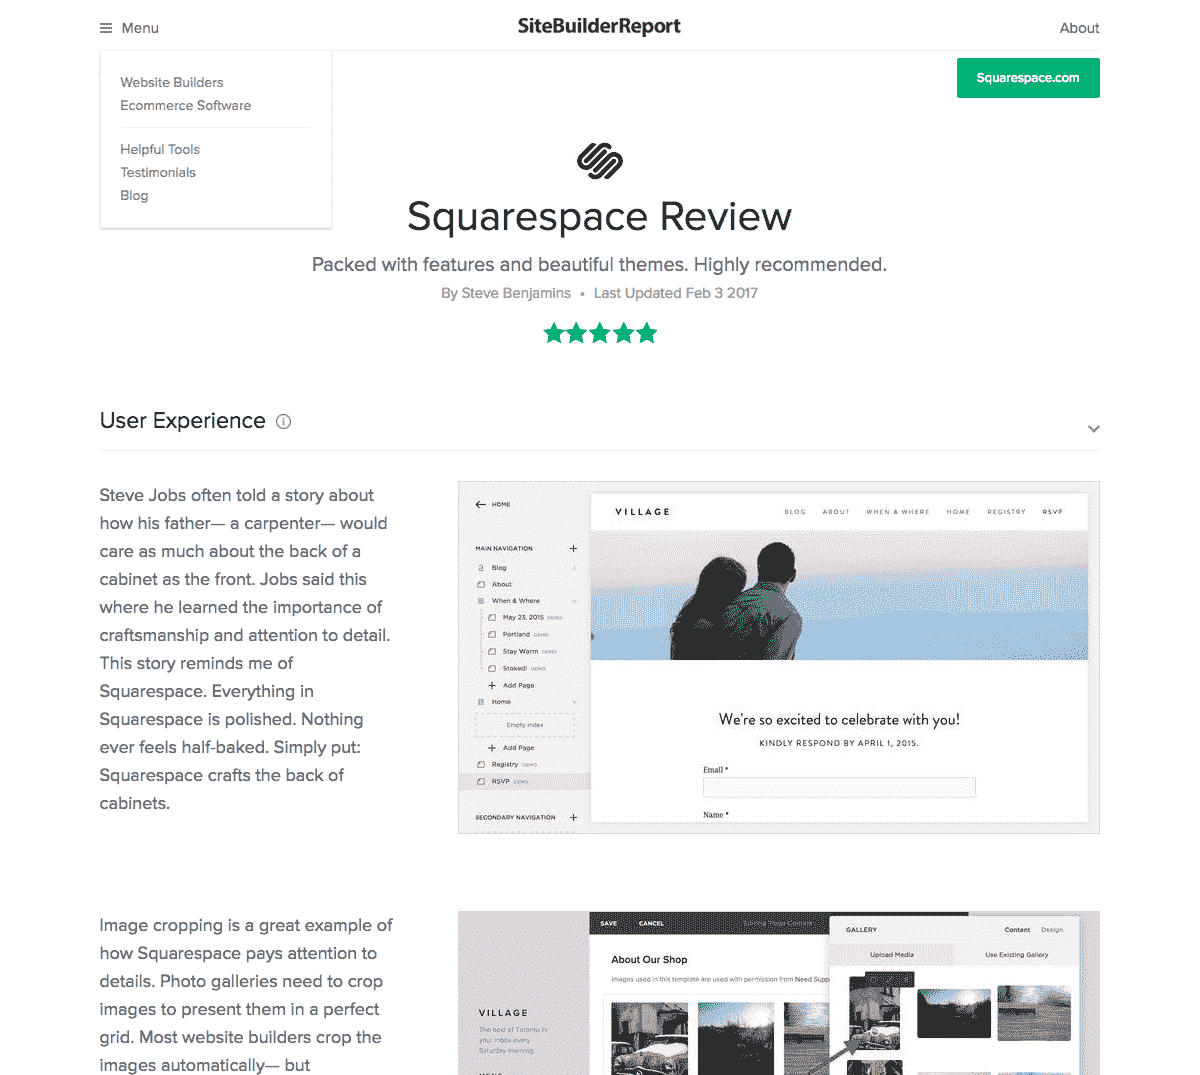 Menu
SiteBuilderReport
About
Website Builders
Ecommerce Software
Helpful Tools
Testimonials
Blog
Squarespace.com
Squarespace Review
Packed with features and beautiful themes. Highly recommended.
By Steve Benjamins • Last Updated Feb 3 2017
User Experience
Steve Jobs often told a story about
how his father— a carpenter— would
care as much about the back of a
cabinet as the front. Jobs said this
where he learned the importance of
craftsmanship and attention to detail.
This story reminds me of
Squarespace. Everything in
Squarespace is polished. Nothing
ever feels half-baked. Simply put:
Squarespace crafts the back of
cabinets.
HOME
MAIN NAVIGATION
Blog
About
When & Where
May 23, 2015 DEMO
Portland DEMO
Stay Warm DEMO
Stoked! DEMO
Add Page
Home
Empty Index
Add Page
Registry DEMO
RSVP DEMO
SECONDARY NAVIGATION
VILLAGE
BLOG ABOUT WHEN & WHERE HOME REGISTRY RSVP
We're so excited to celebrate with you!
KINDLY RESPOND BY APRIL 1, 2015.
Email *
Name *
Image cropping is a great example of
how Squarespace pays attention to
details. Photo galleries need to crop
images to present them in a perfect
grid. Most website builders crop the
images automatically— but
VILLAGE
The best of Toronto in
your inbox every
Saturday morning.
SAVE CANCEL
About Our Shop
Images used in this template are used with permission from Need Supp
GALLERY
Content Design
Upload Media
Use Existing Gallery